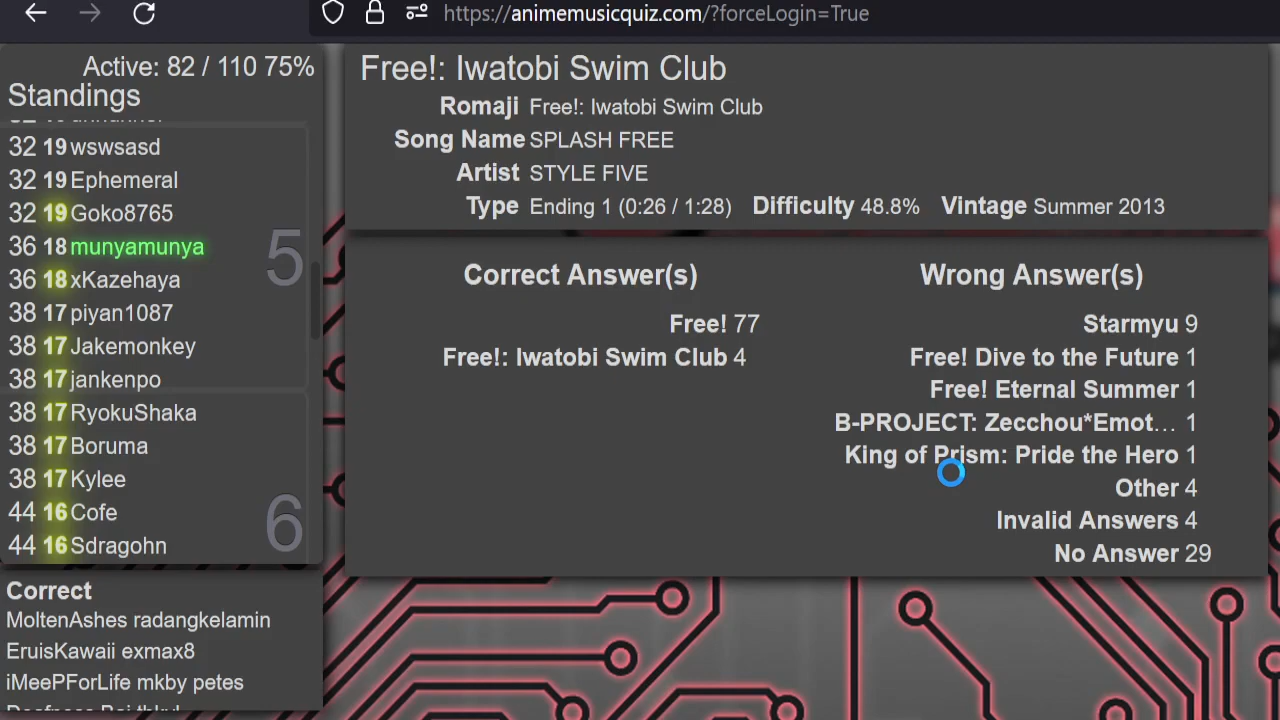 https://animemusicquiz.com/?forceLogin=True
Active: 82 / 110 75%
Standings
32 19 wswsasd
32 19 Ephemeral
32 19 Goko8765
36 18 munyamunya
36 18 xKazehaya
5
38 17 piyan1087
38 17 Jakemonkey
38 17 jankenpo
38 17 RyokuShaka
38 17 Boruma
38 17 Kylee
44 16 Cofe
44 16 Sdragohn
6
Correct
MoltenAshes radangkelamin
EruisKawaii exmax8
iMeePForLife mkby petes
Free!: Iwatobi Swim Club
Romaji Free!: Iwatobi Swim Club
Song Name SPLASH FREE
Artist STYLE FIVE
Type Ending 1 (0:26 / 1:28) Difficulty 48.8% Vintage Summer 2013
Correct Answer(s)
Free! 77
Free!: Iwatobi Swim Club 4
Wrong Answer(s)
Starmyu 9
Free! Dive to the Future 1
Free! Eternal Summer 1
B-PROJECT: Zecchou*Emot... 1
King of Prism: Pride the Hero 1
Other 4
Invalid Answers 4
No Answer 29